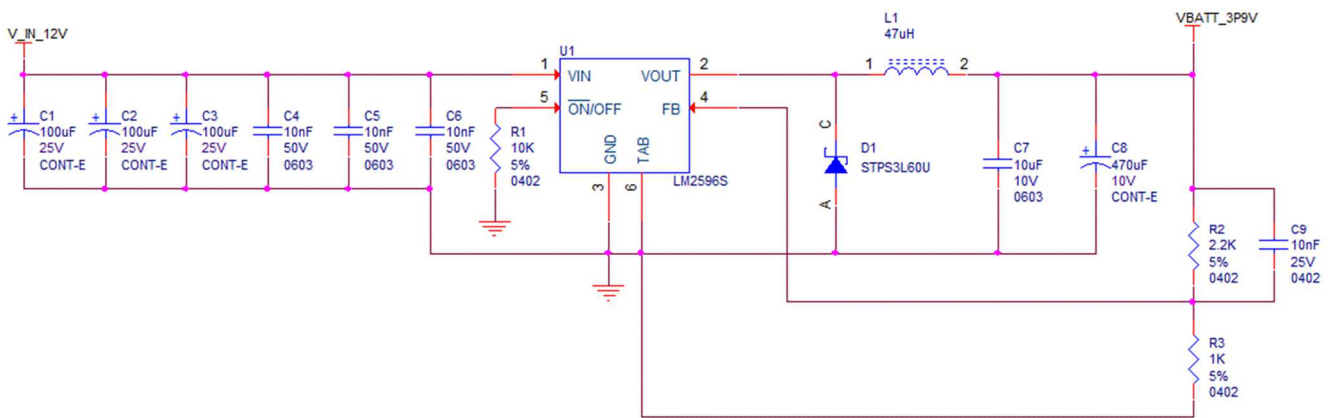 V_IN_12V
C1
100uF
25V
CONT-E
C2
100uF
25V
CONT-E
C3
100uF
25V
CONT-E
C4
10nF
50V
0603
C5
10nF
50V
0603
C6
10nF
50V
0603
R1
10K
5%
0402
U1
1
VIN
VOUT
2
5
ON/OFF
FB
4
GND
TAB
3
6
LM2596S
C
D1
STPS3L60U
A
L1
47uH
1
2
C7
10uF
10V
0603
C8
470uF
10V
CONT-E
VBATT_3P9V
R2
2.2K
5%
0402
C9
10nF
25V
0402
R3
1K
5%
0402